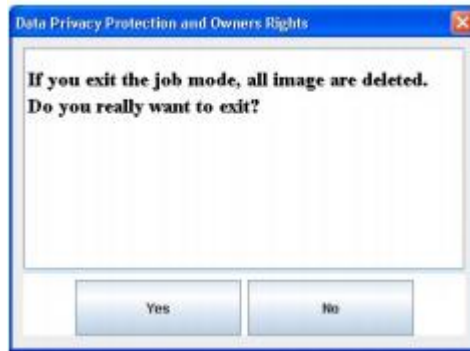 Data Privacy Protection and Owners Rights
If you exit the job mode, all image are deleted.
Do you really want to exit?
Yes
No